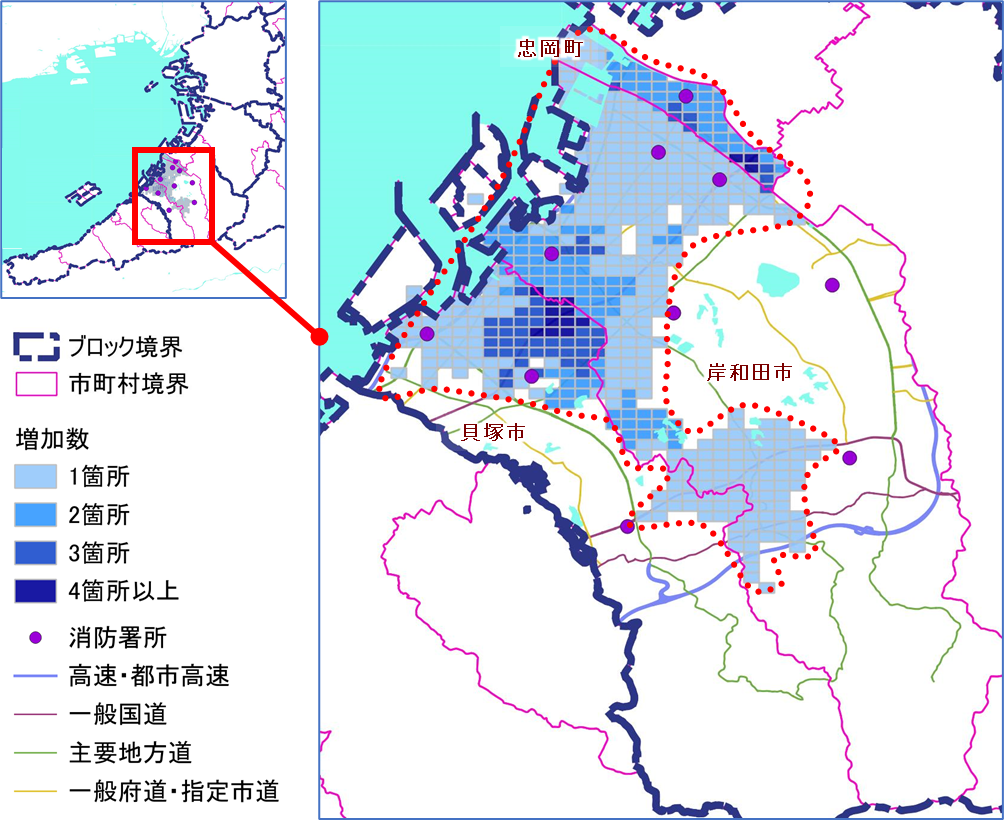 忠岡町
岸和田市
貝塚市
ブロック境界
市町村境界
増加数
1箇所
2箇所
3箇所
4箇所以上
消防署所
高速・都市高速
一般国道
主要地方道
一般府道・指定市道